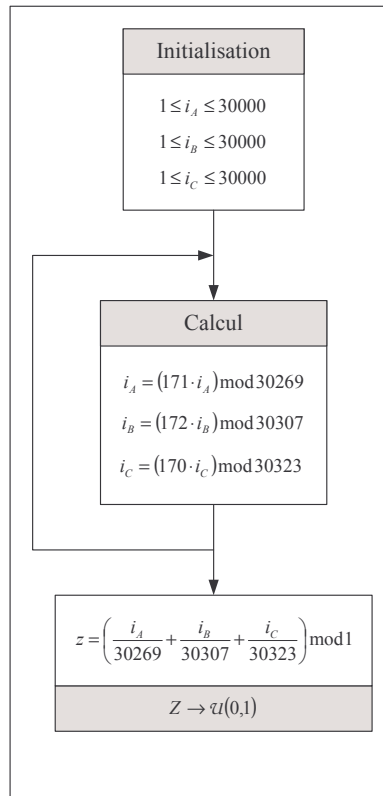 Initialisation
1 ≤ i_A ≤ 30000
1 ≤ i_B ≤ 30000
1 ≤ i_C ≤ 30000
Calcul
i_A = (171·i_A) mod 30269
i_B = (172·i_B) mod 30307
i_C = (170·i_C) mod 30323
z = (i_A/30269 + i_B/30307 + i_C/30323) mod 1
Z → 𝒰(0,1)